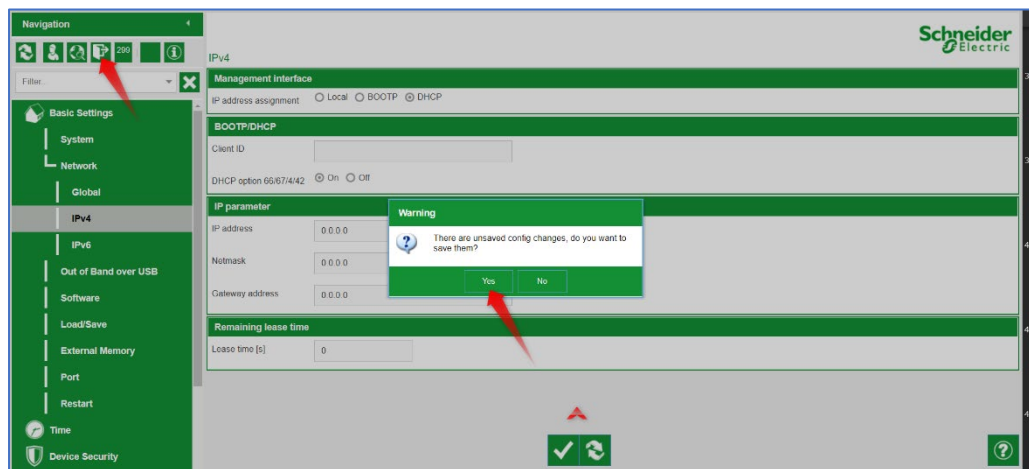 Navigation
299
Filter...
Basic Settings
System
Network
Global
IPv4
IPv6
Out of Band over USB
Software
Load/Save
External Memory
Port
Restart
Time
Device Security
Schneider
Electric
IPv4
Management interface
IP address assignment Local BOOTP DHCP
BOOTP/DHCP
Client ID
DHCP option 66/67/4/42 On Off
IP parameter
IP address 0.0.0.0
Netmask 0.0.0.0
Gateway address 0.0.0.0
Remaining lease time
Lease time [s] 0
Warning
There are unsaved config changes, do you want to
save them?
Yes No